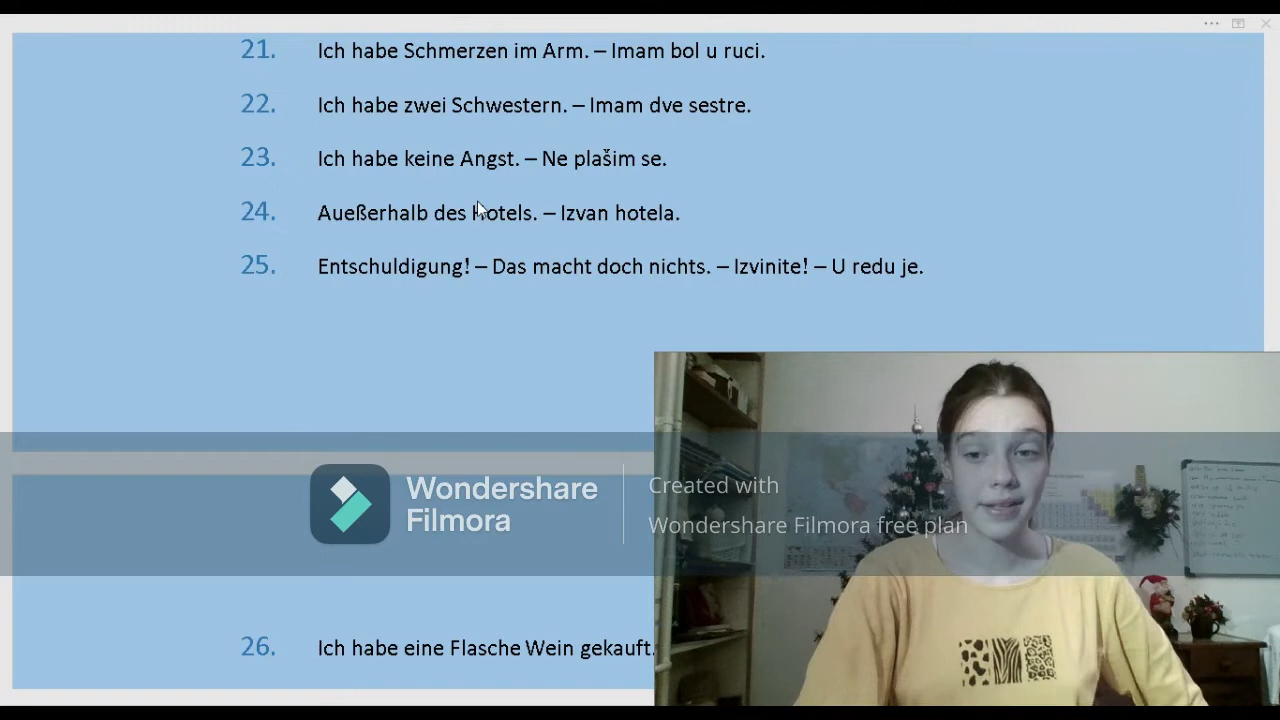 21. Ich habe Schmerzen im Arm. – Imam bol u ruci.
22. Ich habe zwei Schwestern. – Imam dve sestre.
23. Ich habe keine Angst. – Ne plašim se.
24. Aueßerhalb des Hotels. – Izvan hotela.
25. Entschuldigung! – Das macht doch nichts. – Izvinite! – U redu je.
Wondershare
Filmora
Created with
Wondershare Filmora free plan
26. Ich habe eine Flasche Wein gekauft.